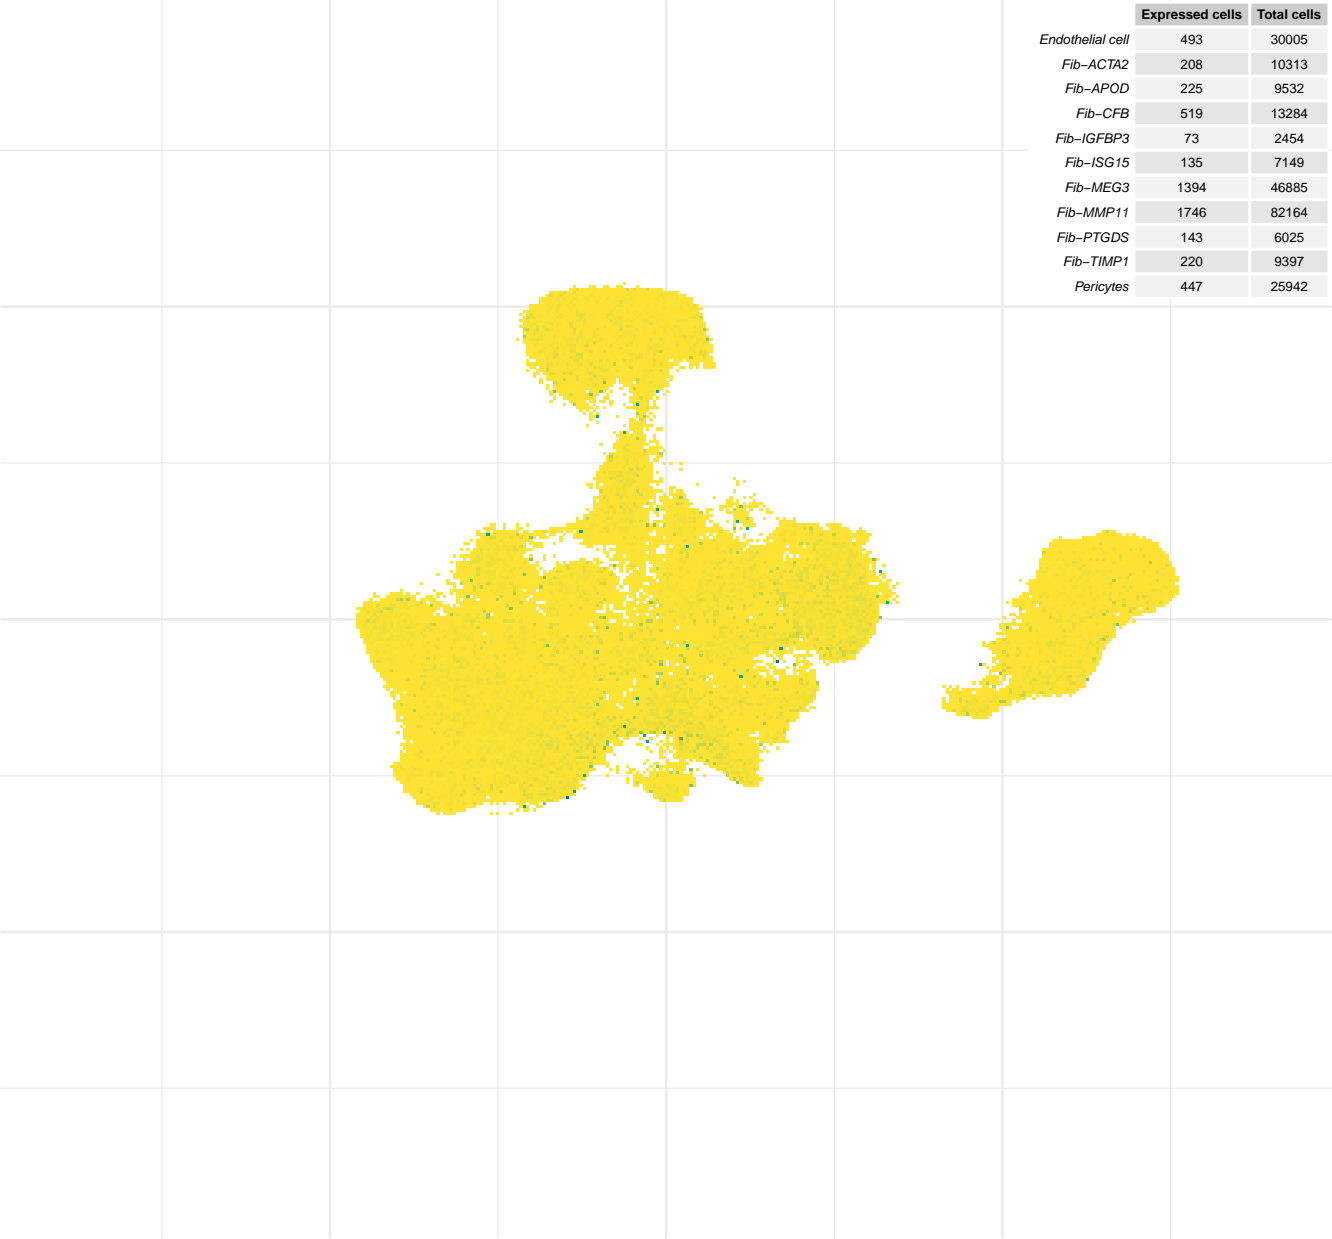 Expressed cells Total cells
Endothelial cell 493 30005
Fib−ACTA2 208 10313
Fib−APOD 225 9532
Fib−CFB 519 13284
Fib−IGFBP3 73 2454
Fib−ISG15 135 7149
Fib−MEG3 1394 46885
Fib−MMP11 1746 82164
Fib−PTGDS 143 6025
Fib−TIMP1 220 9397
Pericytes 447 25942